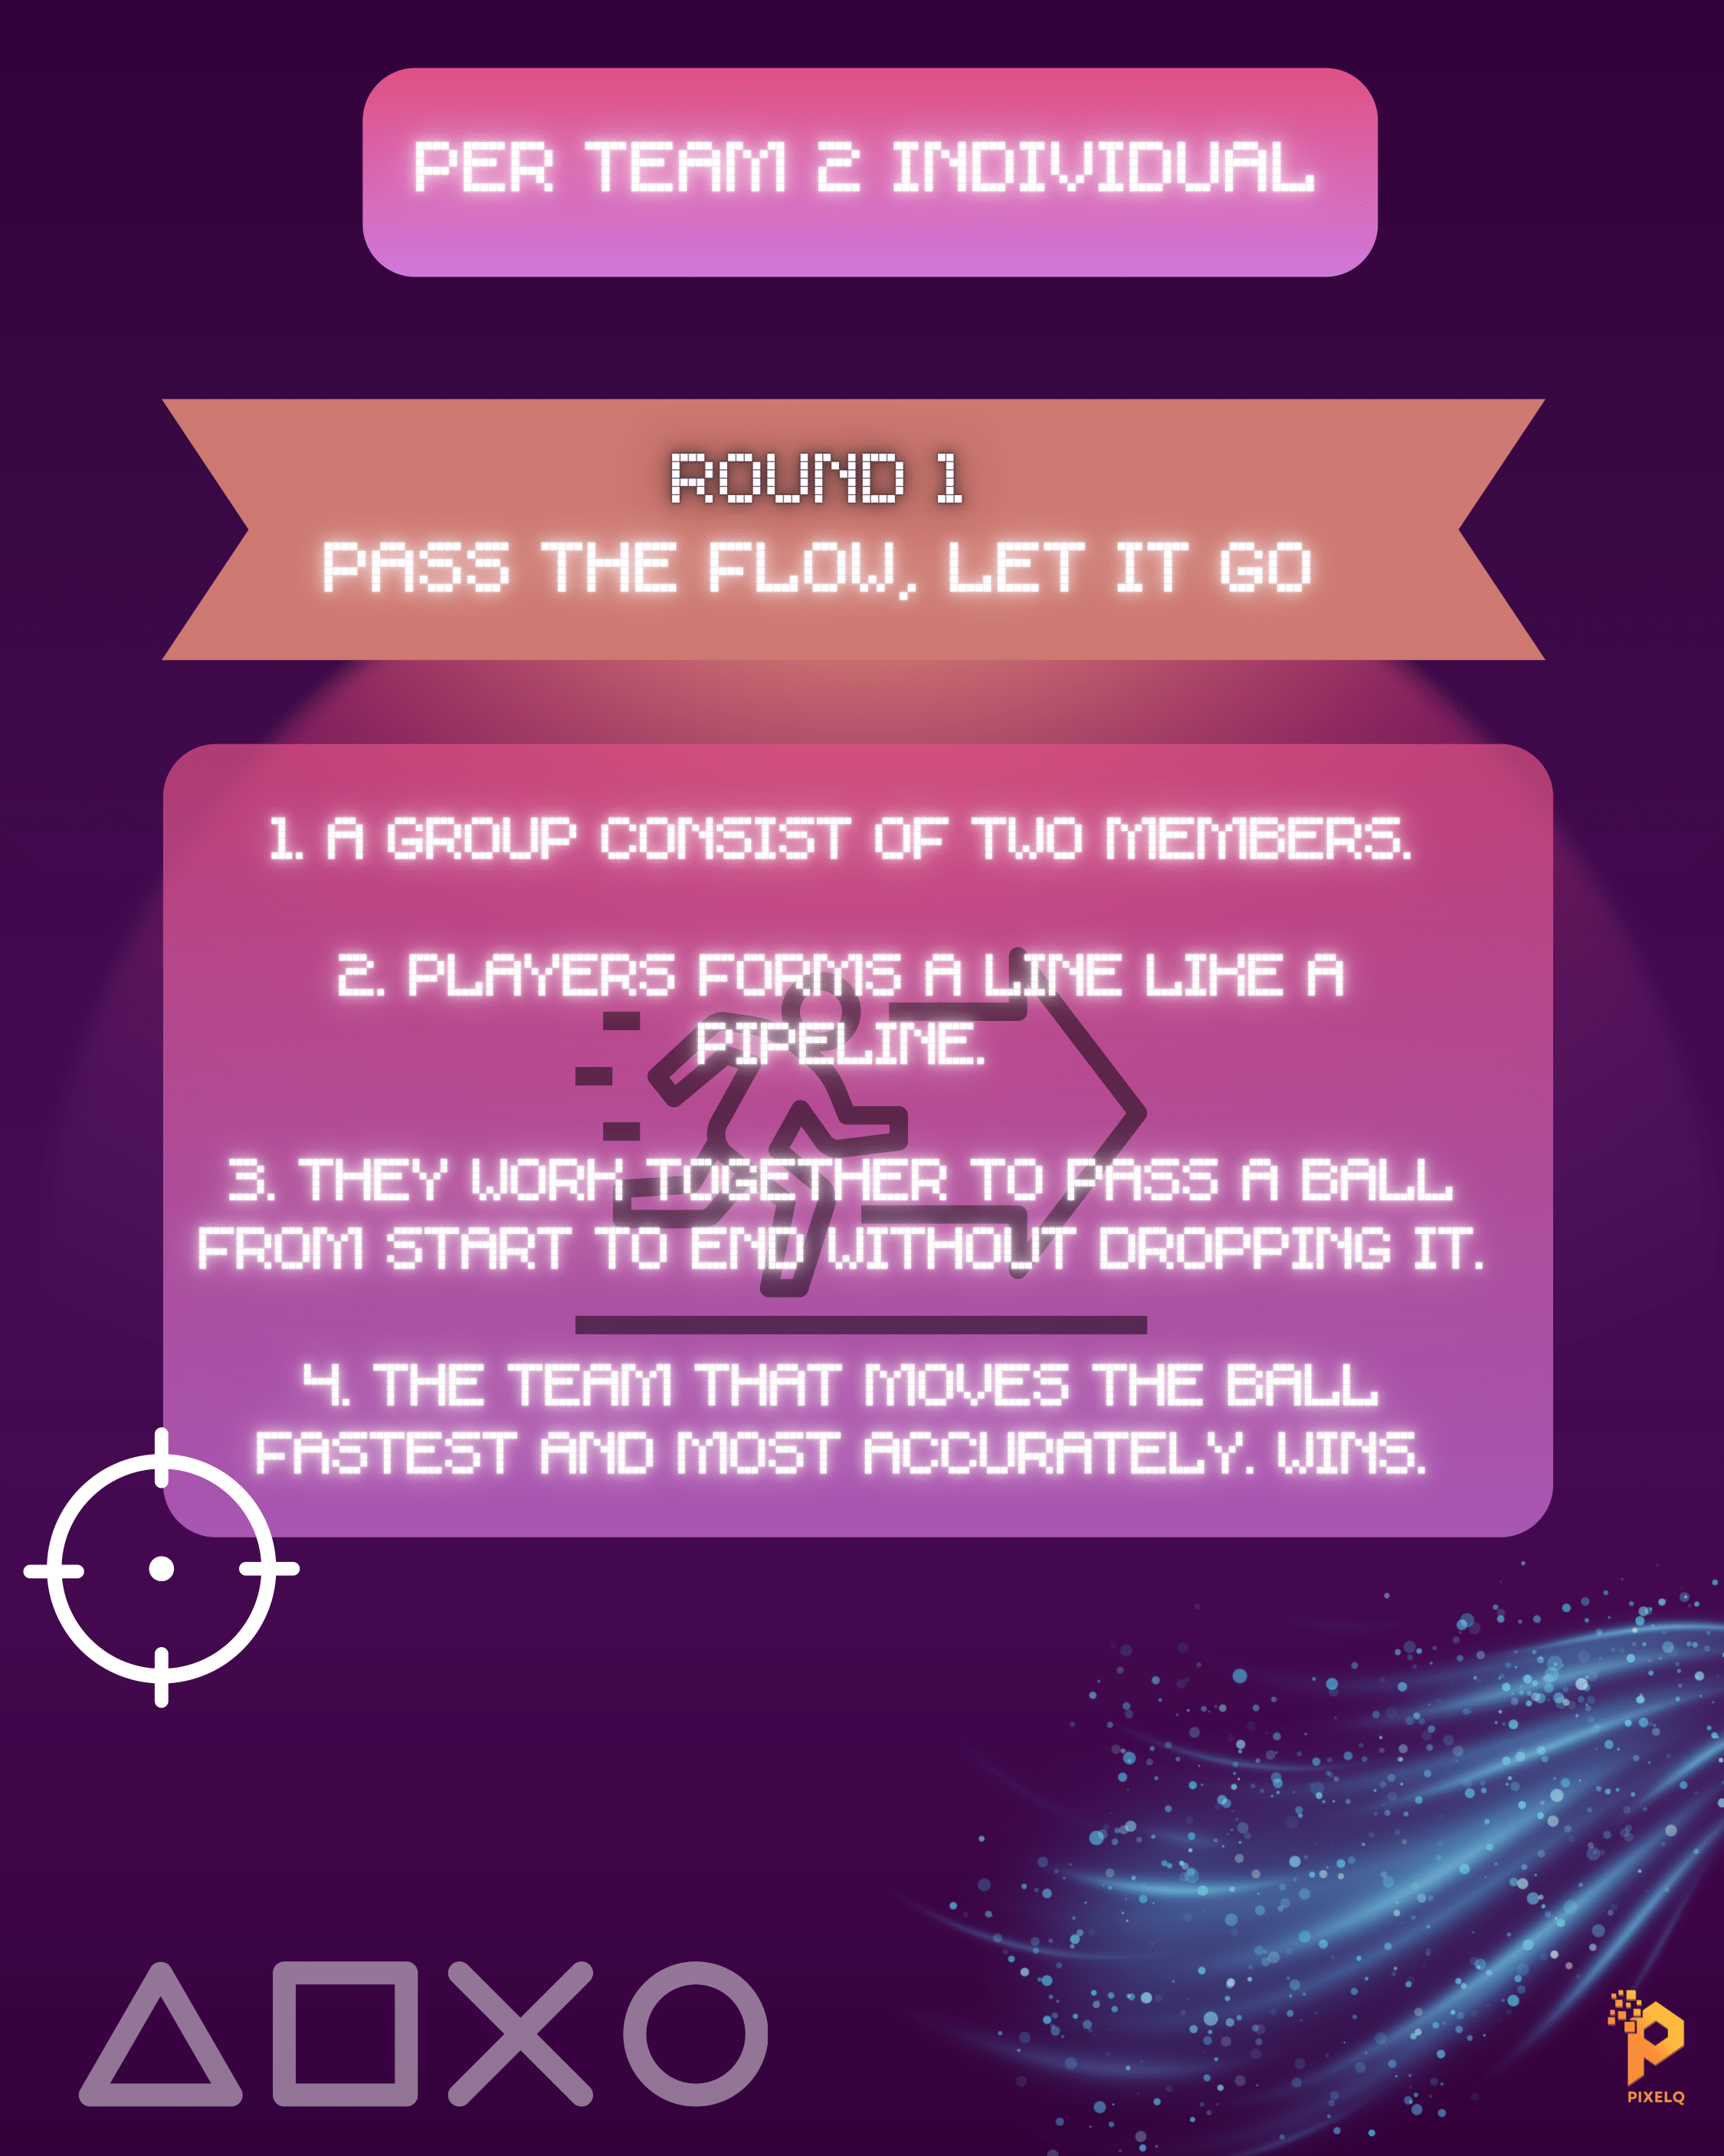 PER TEAM 2 INDIVIDUAL
ROUND 1
PASS THE FLOW, LET IT GO
1. A GROUP CONSIST OF TWO MEMBERS.
2. PLAYERS FORMS A LINE LIKE A
PIPELINE.
3. THEY WORK TOGETHER TO PASS A BALL
FROM START TO END WITHOUT DROPPING IT.
4. THE TEAM THAT MOVES THE BALL
FASTEST AND MOST ACCURATELY. WINS.
PIXELQ